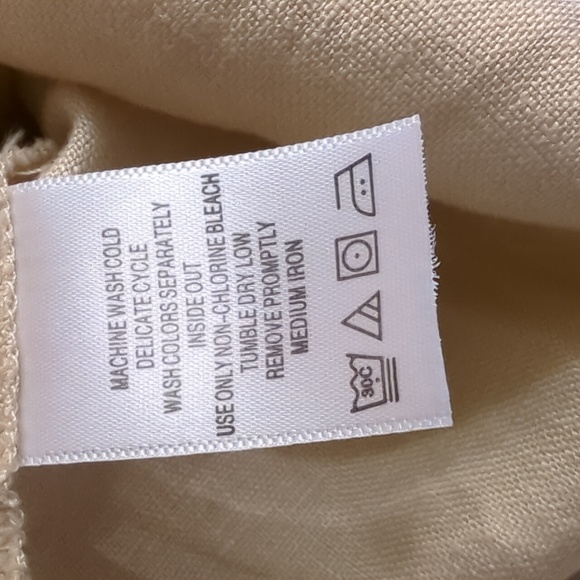 MACHINE WASH COLD
DELICATE CYCLE
WASH COLORS SEPARATELY
INSIDE OUT
USE ONLY NON-CHLORINE BLEACH
TUMBLE DRY LOW
REMOVE PROMPTLY
MEDIUM IRON
30C